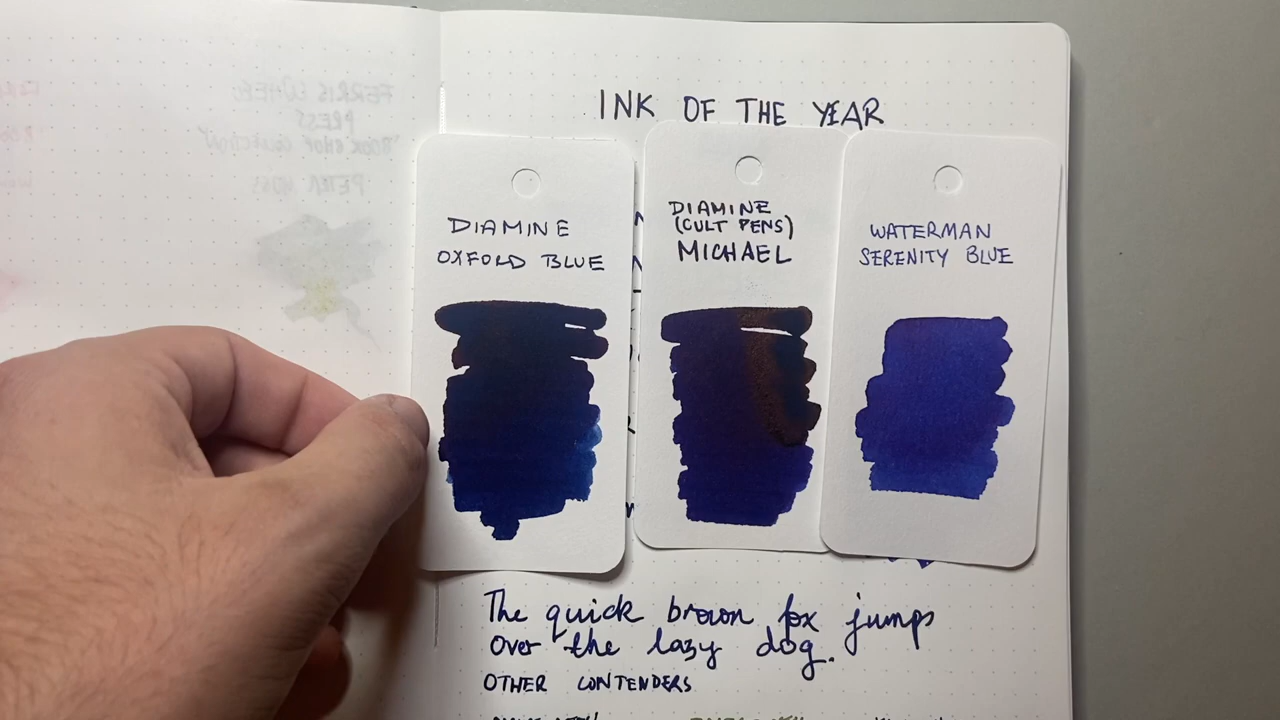 INK OF THE YEAR
DIAMINE
OXFORD BLUE
DIAMINE
(CULT PENS)
MICHAEL
WATERMAN
SERENITY BLUE
The quick brown fox jumps
over the lazy dog.
OTHER CONTENDERS